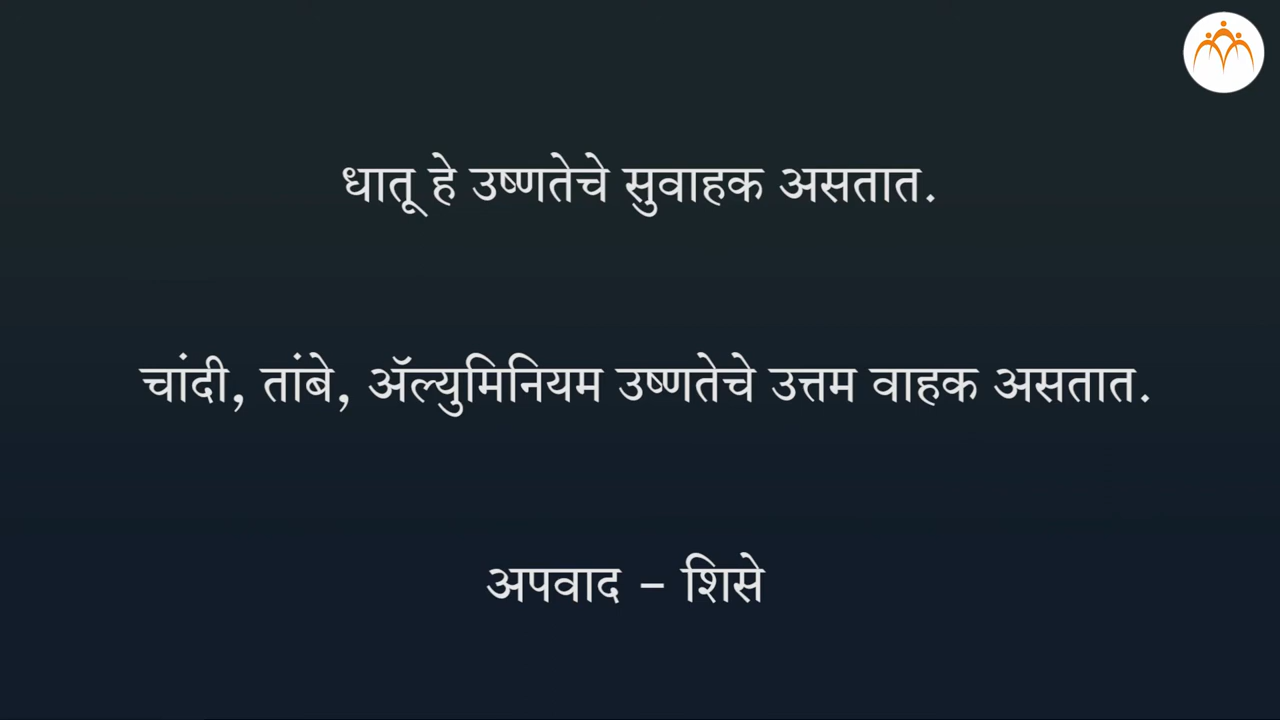 धातू हे उष्णतेचे सुवाहक असतात.
चांदी, तांबे, ॲल्युमिनियम उष्णतेचे उत्तम वाहक असतात.
अपवाद – शिसे